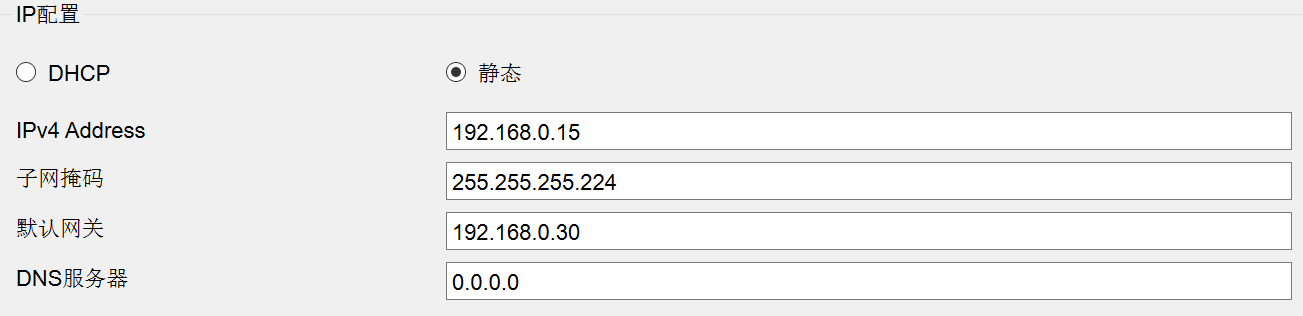 IP配置
DHCP 静态
IPv4 Address 192.168.0.15
子网掩码 255.255.255.224
默认网关 192.168.0.30
DNS服务器 0.0.0.0